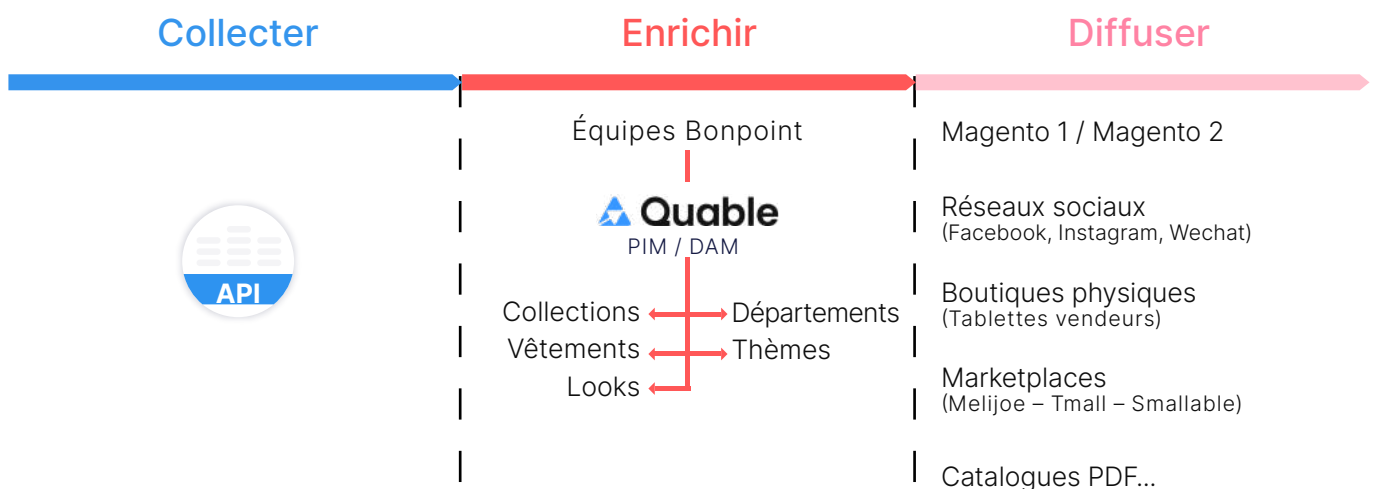 Collecter
Enrichir
Diffuser
API
Équipes Bonpoint
Quable
PIM / DAM
Collections
Départements
Vêtements
Thèmes
Looks
Magento 1 / Magento 2
Réseaux sociaux
(Facebook, Instagram, Wechat)
Boutiques physiques
(Tablettes vendeurs)
Marketplaces
(Melijoe – Tmall – Smallable)
Catalogues PDF...